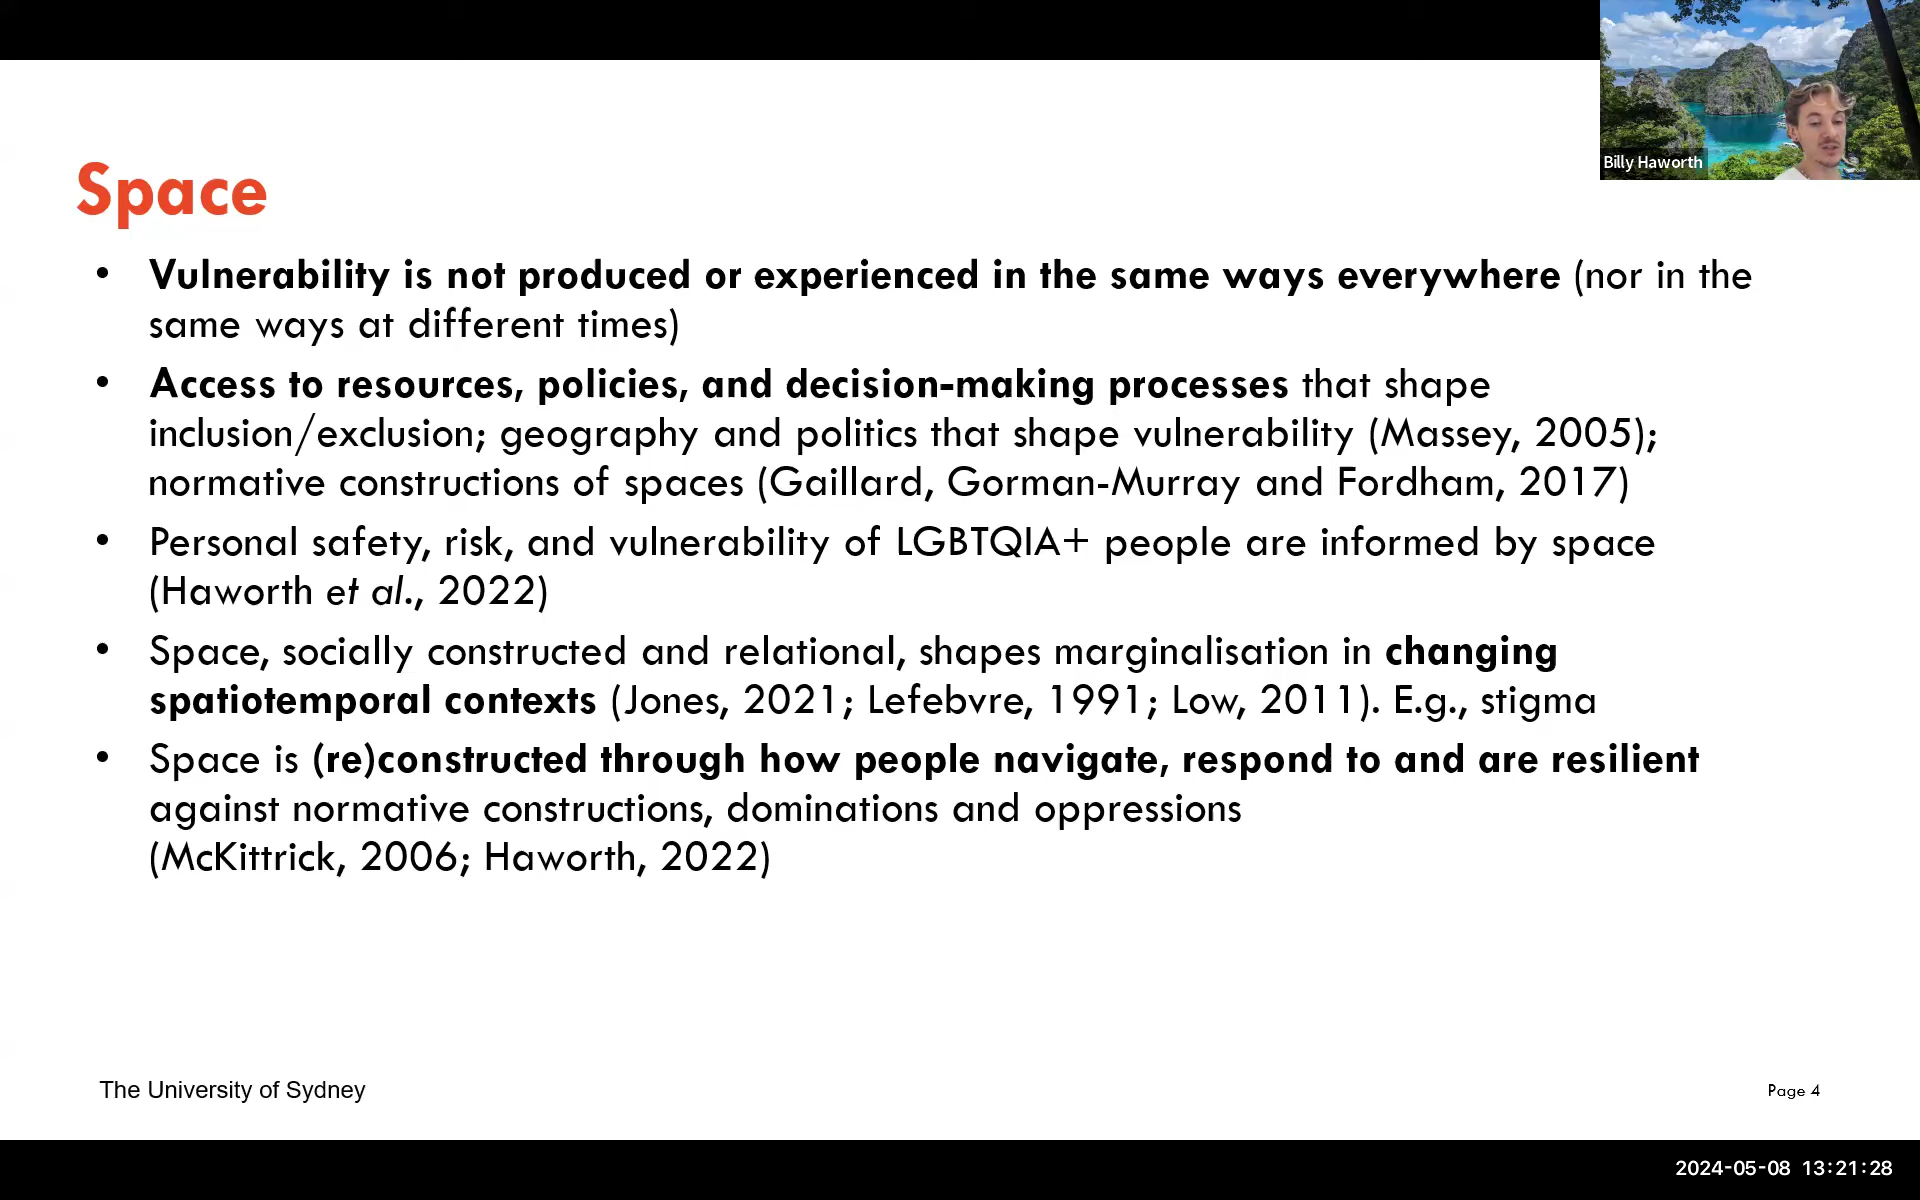 Billy Haworth
Space
• Vulnerability is not produced or experienced in the same ways everywhere (nor in the
same ways at different times)
• Access to resources, policies, and decision-making processes that shape
inclusion/exclusion; geography and politics that shape vulnerability (Massey, 2005);
normative constructions of spaces (Gaillard, Gorman-Murray and Fordham, 2017)
• Personal safety, risk, and vulnerability of LGBTQIA+ people are informed by space
(Haworth et al., 2022)
• Space, socially constructed and relational, shapes marginalisation in changing
spatiotemporal contexts (Jones, 2021; Lefebvre, 1991; Low, 2011). E.g., stigma
• Space is (re)constructed through how people navigate, respond to and are resilient
against normative constructions, dominations and oppressions
(McKittrick, 2006; Haworth, 2022)
The University of Sydney
Page 4
2024-05-08 13:21:28